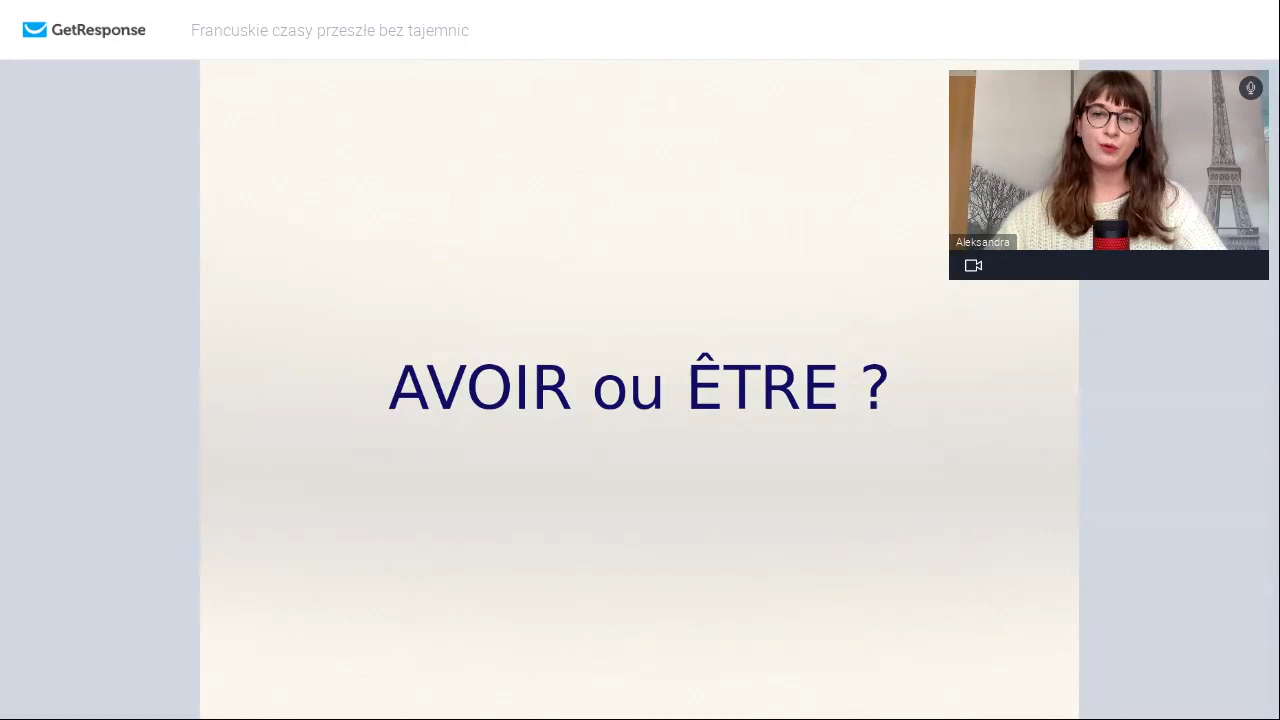 GetResponse
Francuskie czasy przeszłe bez tajemnic
Aleksandra
AVOIR ou ÊTRE ?